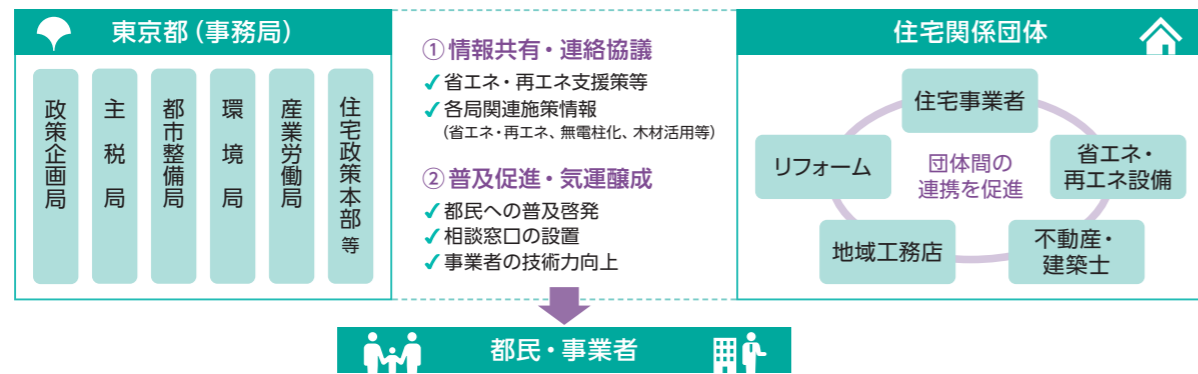 東京都（事務局）
政策企画局
主税局
都市整備局
環境局
産業労働局
住宅政策本部等
①情報共有・連絡協議
✓省エネ・再エネ支援策等
✓各局関連施策情報
（省エネ・再エネ、無電柱化、木材活用等）
②普及促進・気運醸成
✓都民への普及啓発
✓相談窓口の設置
✓事業者の技術力向上
住宅関係団体
住宅事業者
リフォーム
団体間の
連携を促進
省エネ・
再エネ設備
地域工務店
不動産・
建築士
都民・事業者